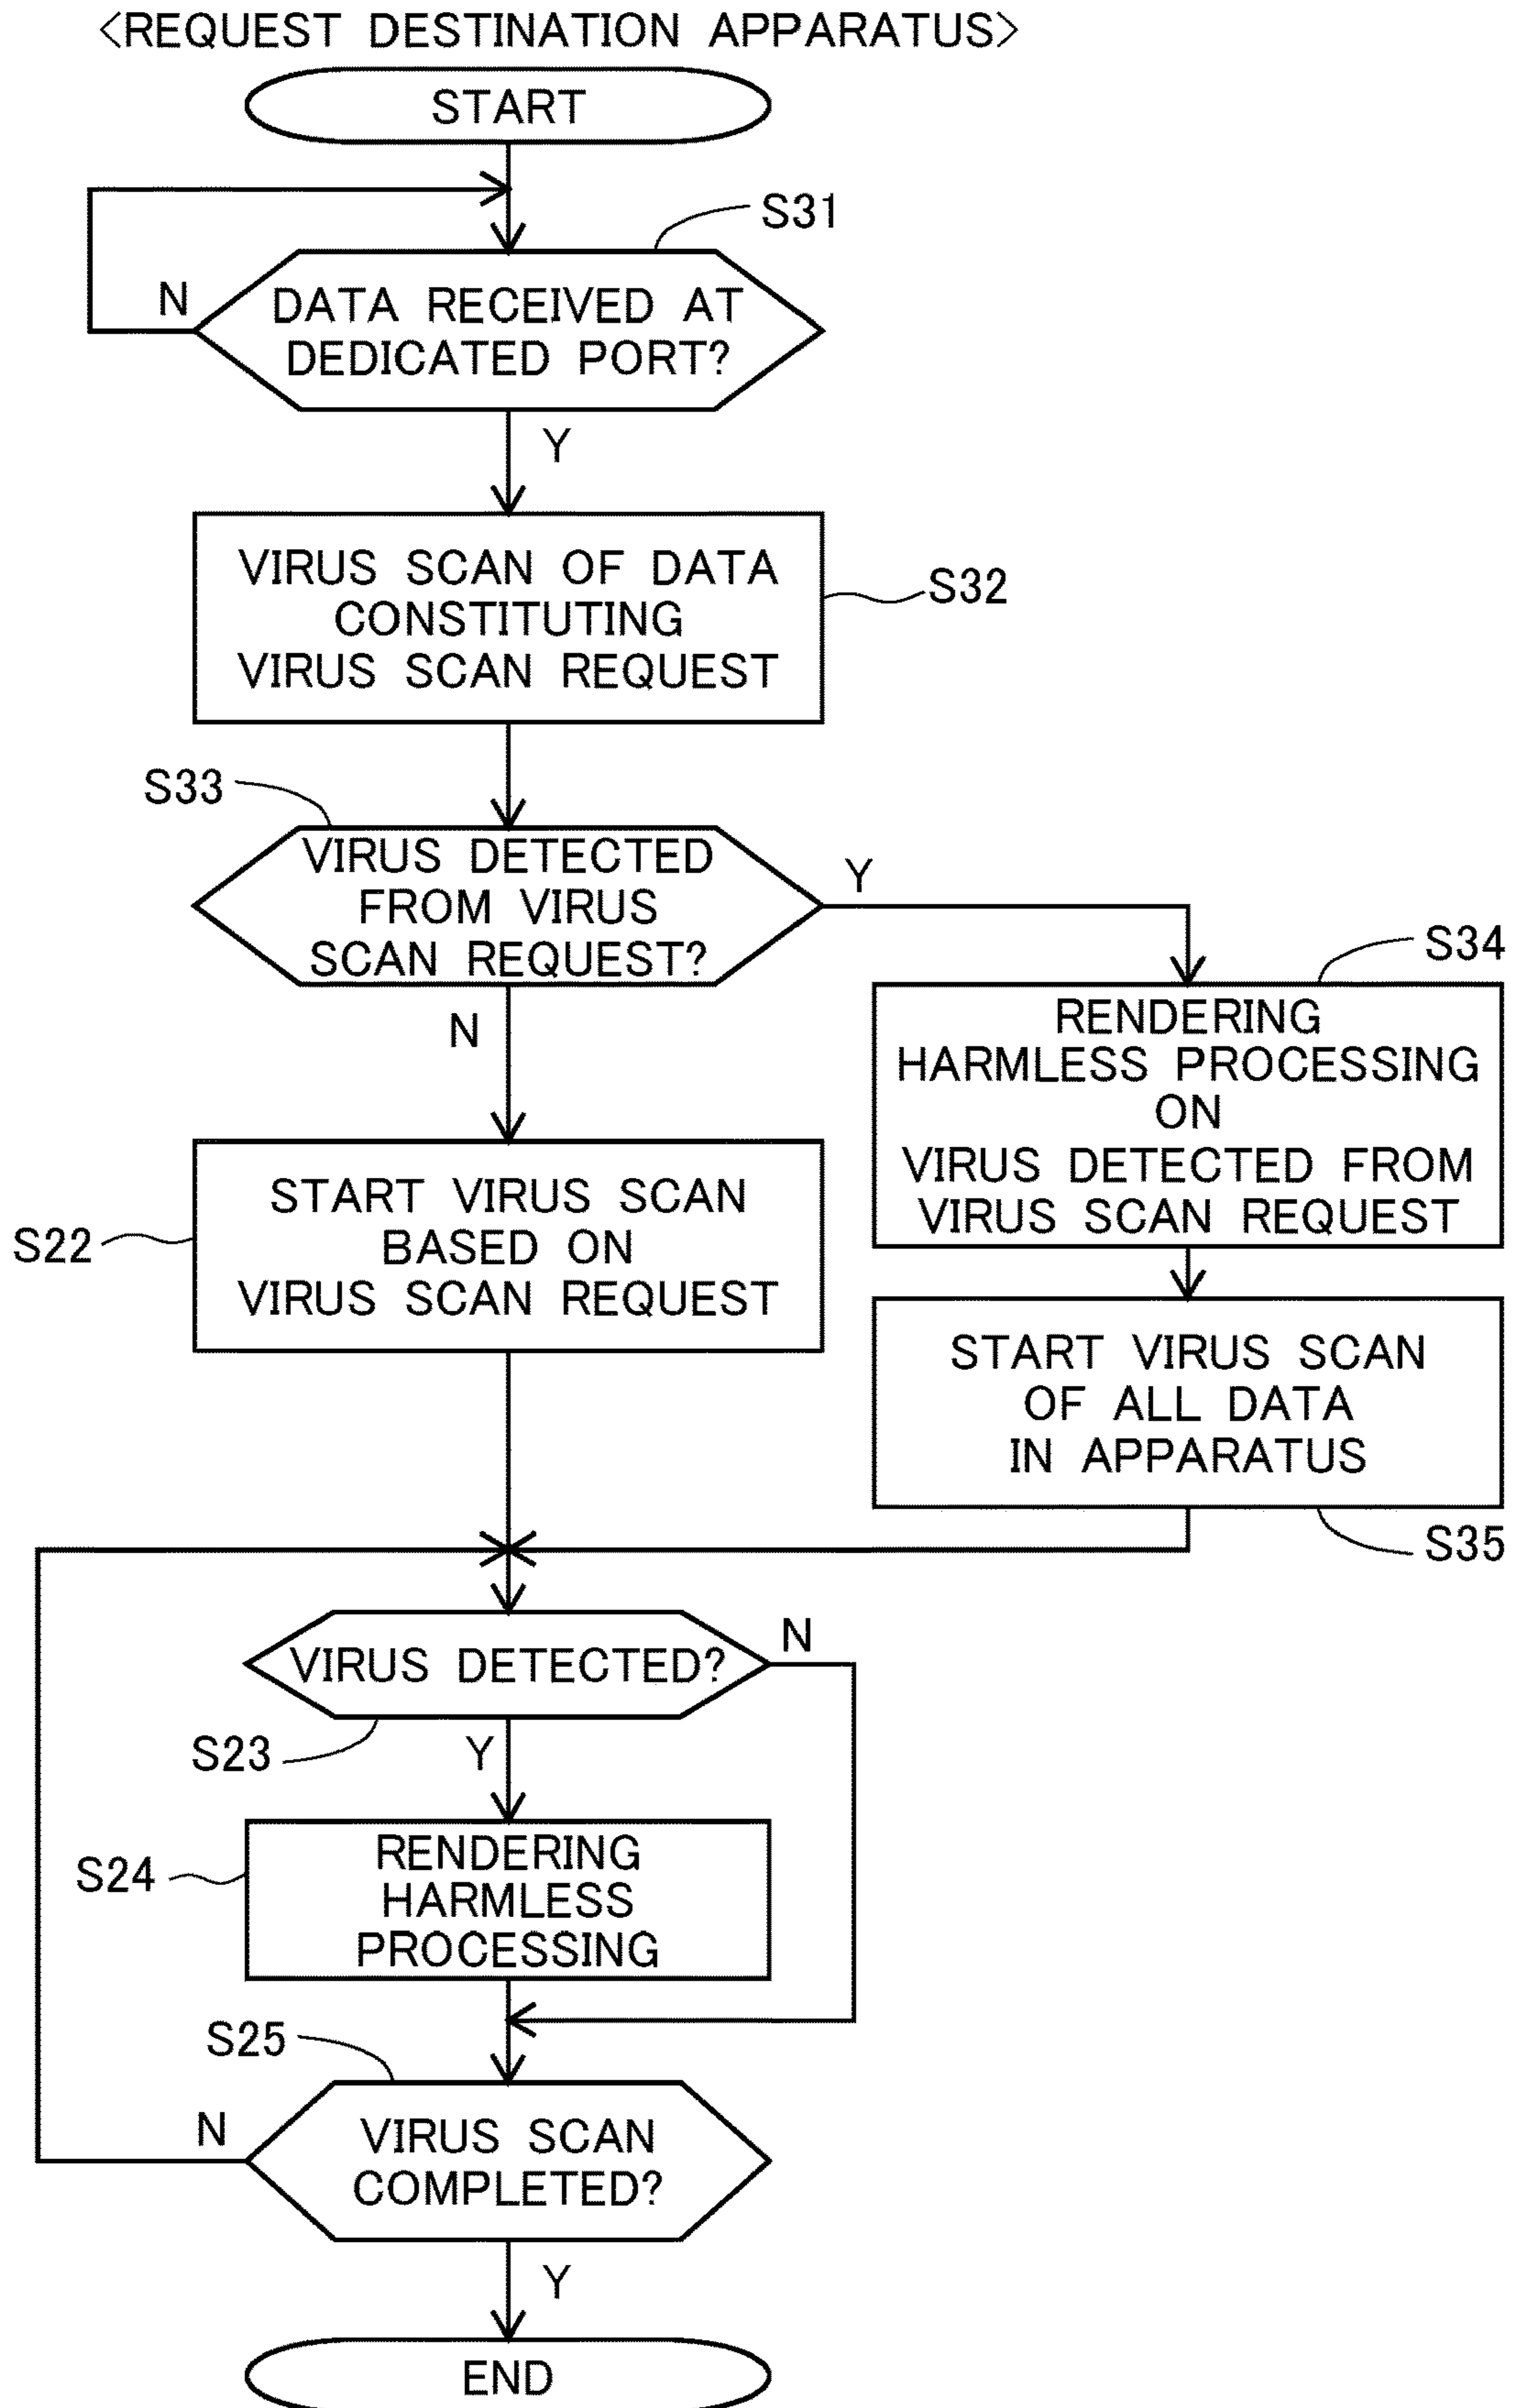 <REQUEST DESTINATION APPARATUS>
START
S31
N
DATA RECEIVED AT
DEDICATED PORT?
Y
VIRUS SCAN OF DATA
CONSTITUTING
VIRUS SCAN REQUEST
S32
S33
VIRUS DETECTED
FROM VIRUS
SCAN REQUEST?
Y
N
S34
RENDERING
HARMLESS PROCESSING
ON
VIRUS DETECTED FROM
VIRUS SCAN REQUEST
S22
START VIRUS SCAN
BASED ON
VIRUS SCAN REQUEST
START VIRUS SCAN
OF ALL DATA
IN APPARATUS
S35
VIRUS DETECTED?
N
S23
Y
S24
RENDERING
HARMLESS
PROCESSING
S25
N
VIRUS SCAN
COMPLETED?
Y
END